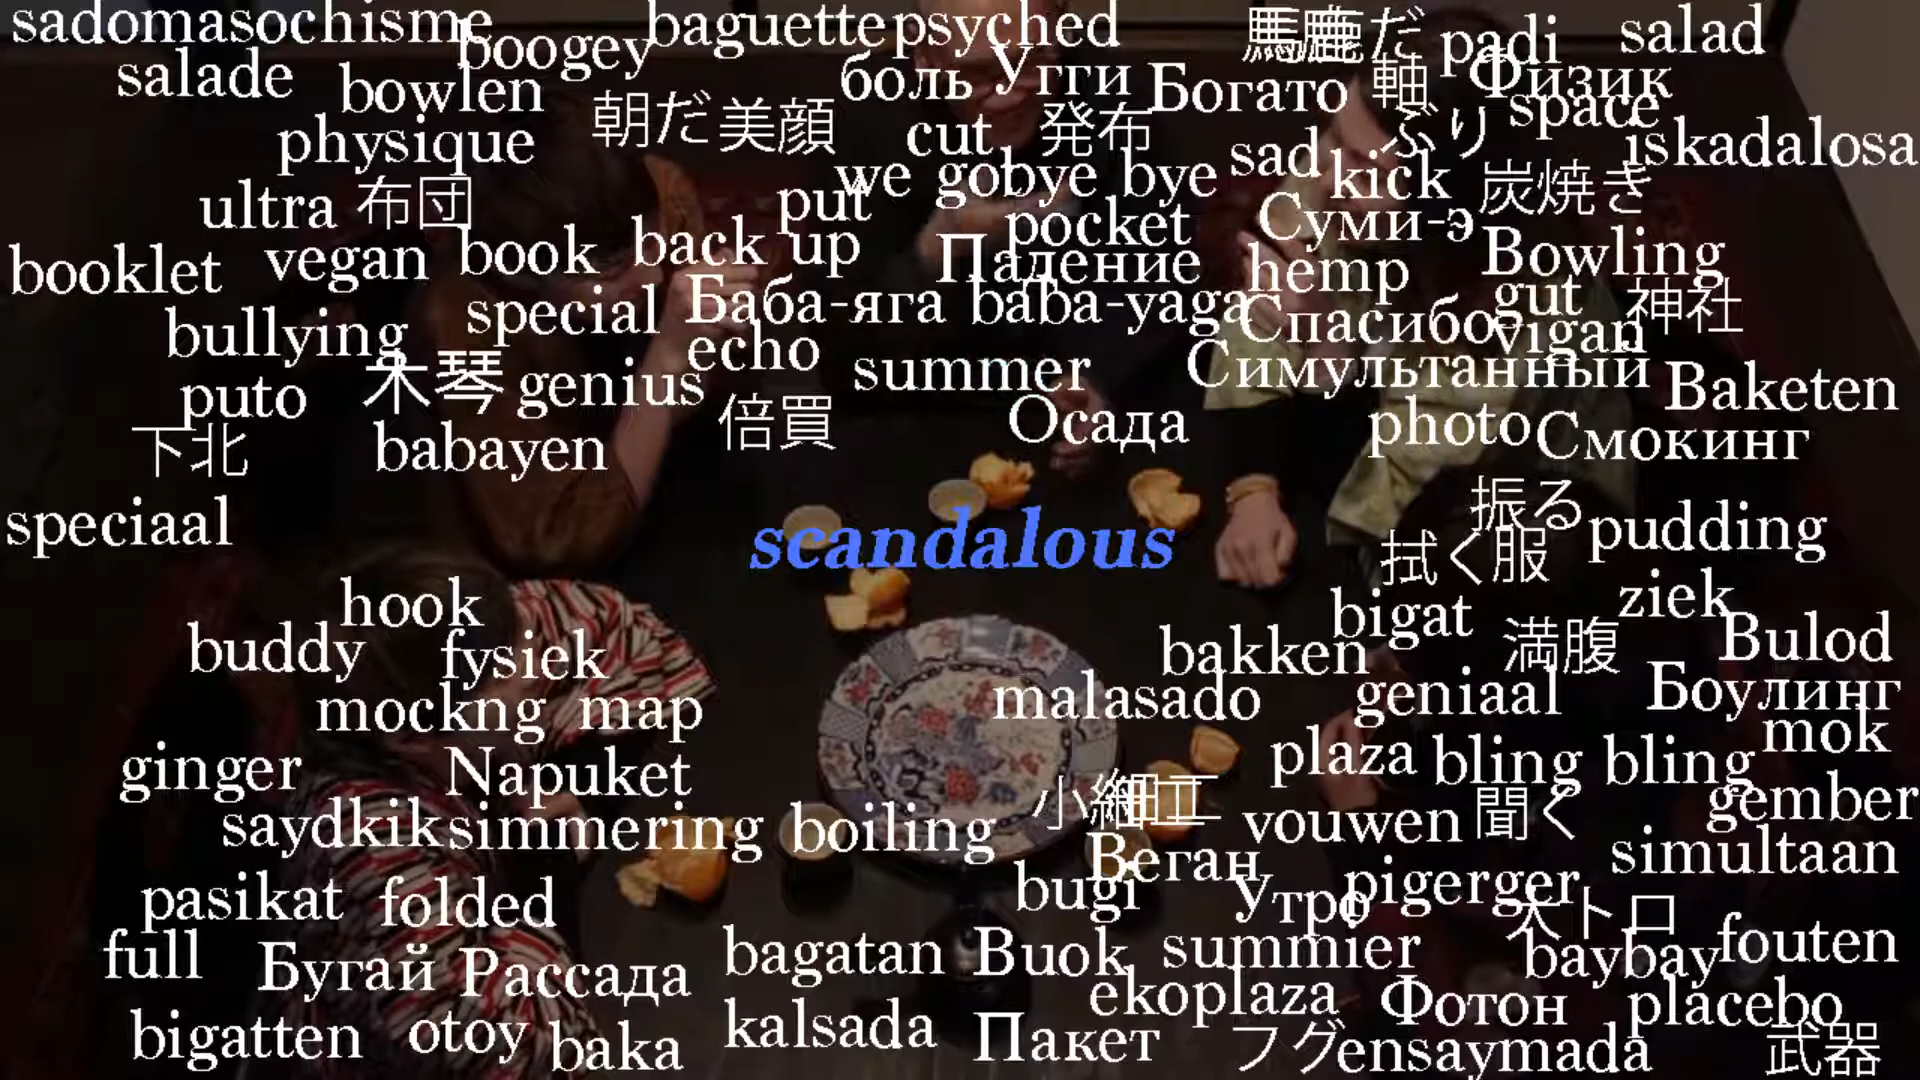 sadomasochisme boogey baguette psyched 馬鹿だ padi salad
salade bowlen боль Угги Богато 軸 Физик
physique 朝だ 美顔 cut 発布 ぶり space iskadalosa
ultra 布団 put we go bye bye sad kick 炭焼き
booklet vegan book back up pocket Суми-э Bowling
Падение hemp gut 神社
bullying special Баба-яга baba-yaga Спасибо vigan
puto 木琴 genius echo summer Симультанный Baketen
下北 babayen 倍買 Осада photo Смокинг
speciaal scandalous 振る pudding
拭く服
hook bigat ziek
buddy fysiek bakken 満腹 Bulod
mockng map malasado geniaal Боулинг
ginger Napuket plaza bling bling mok
saydkik simmering boiling vouwen 聞く gember
Веган simultaan
pasikat folded bugi Утро pigerger 大トロ
full Бугай Рассада bagatan Buok summier baybay fouten
ekoplaza Фотон placebo
bigatten otoy baka kalsada Пакет フグ ensaymada 武器